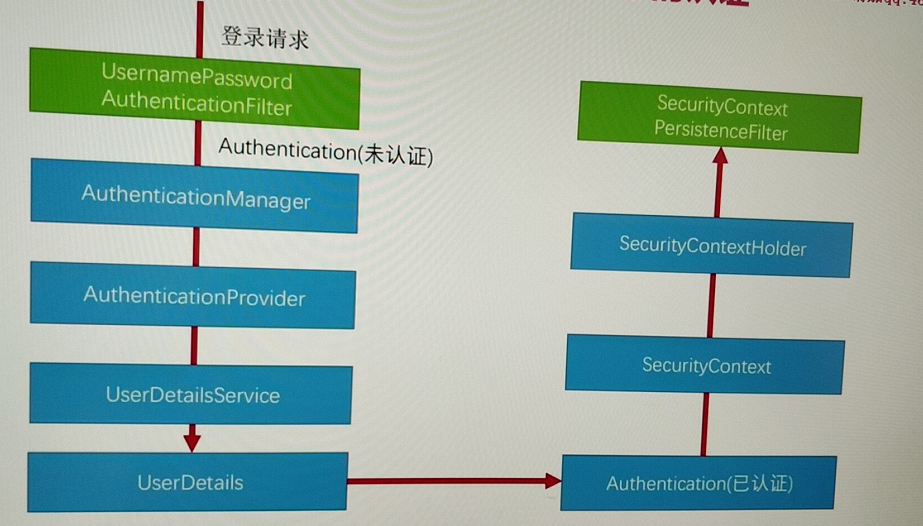 登录请求
UsernamePassword
AuthenticationFilter
Authentication(未认证)
AuthenticationManager
AuthenticationProvider
UserDetailsService
UserDetails
SecurityContext
PersistenceFilter
SecurityContextHolder
SecurityContext
Authentication(已认证)